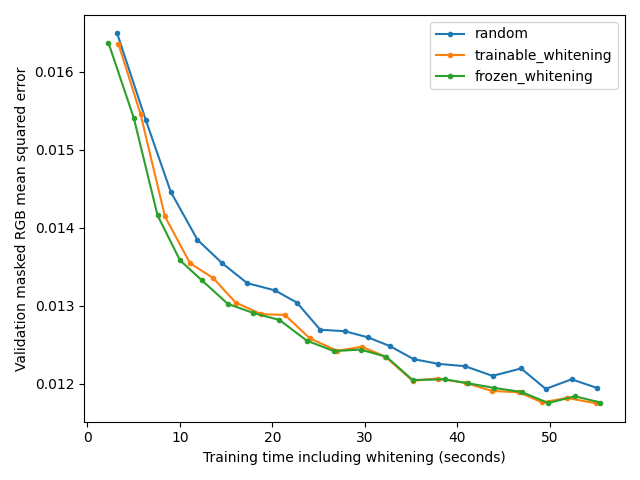 random
trainable_whitening
frozen_whitening
0.016
0.015
0.014
0.013
0.012
Validation masked RGB mean squared error
0 10 20 30 40 50
Training time including whitening (seconds)